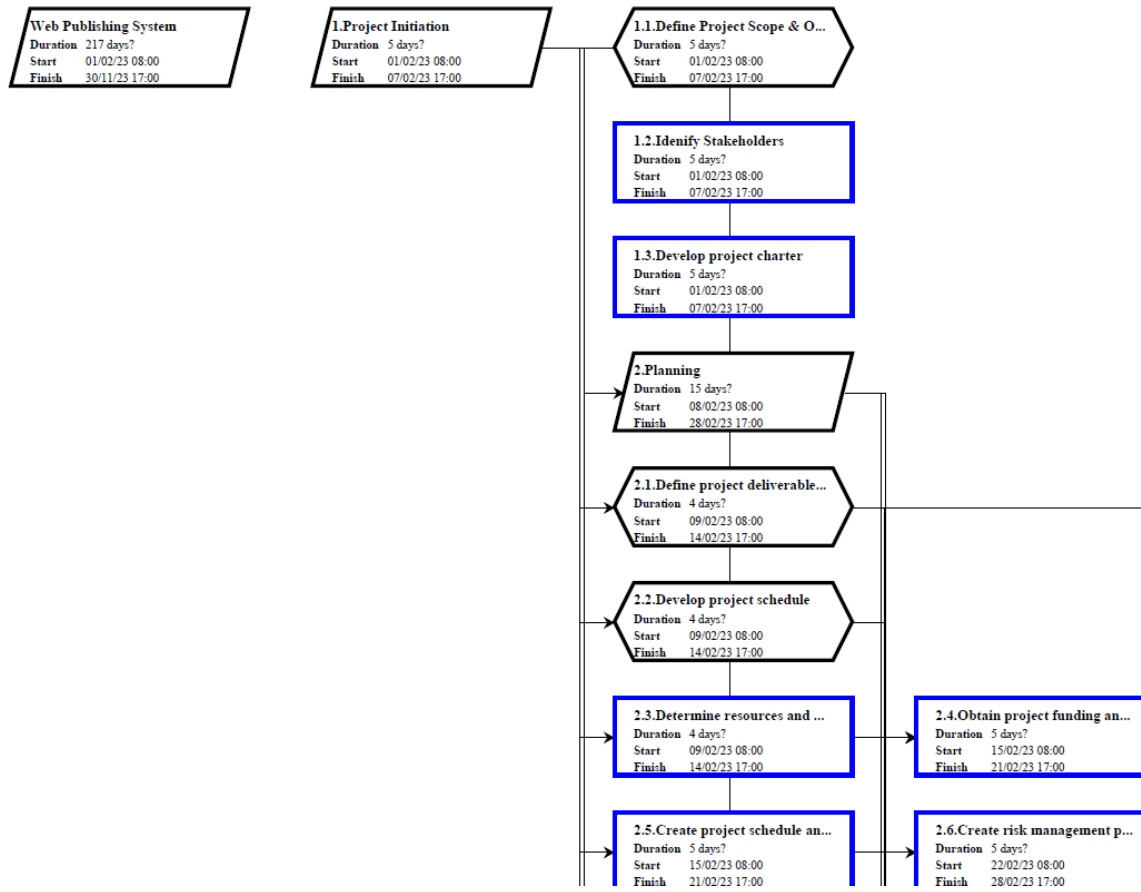 Web Publishing System
Duration 217 days?
Start 01/02/23 08:00
Finish 30/11/23 17:00
1.Project Initiation
Duration 5 days?
Start 01/02/23 08:00
Finish 07/02/23 17:00
1.1.Define Project Scope & O...
Duration 5 days?
Start 01/02/23 08:00
Finish 07/02/23 17:00
1.2.Idenify Stakeholders
Duration 5 days?
Start 01/02/23 08:00
Finish 07/02/23 17:00
1.3.Develop project charter
Duration 5 days?
Start 01/02/23 08:00
Finish 07/02/23 17:00
2.Planning
Duration 15 days?
Start 08/02/23 08:00
Finish 28/02/23 17:00
2.1.Define project deliverable...
Duration 4 days?
Start 09/02/23 08:00
Finish 14/02/23 17:00
2.2.Develop project schedule
Duration 4 days?
Start 09/02/23 08:00
Finish 14/02/23 17:00
2.3.Determine resources and ...
Duration 4 days?
Start 09/02/23 08:00
Finish 14/02/23 17:00
2.4.Obtain project funding an...
Duration 5 days?
Start 15/02/23 08:00
Finish 21/02/23 17:00
2.5.Create project schedule an...
Duration 5 days?
Start 15/02/23 08:00
Finish 21/02/23 17:00
2.6.Create risk management p...
Duration 5 days?
Start 22/02/23 08:00
Finish 28/02/23 17:00